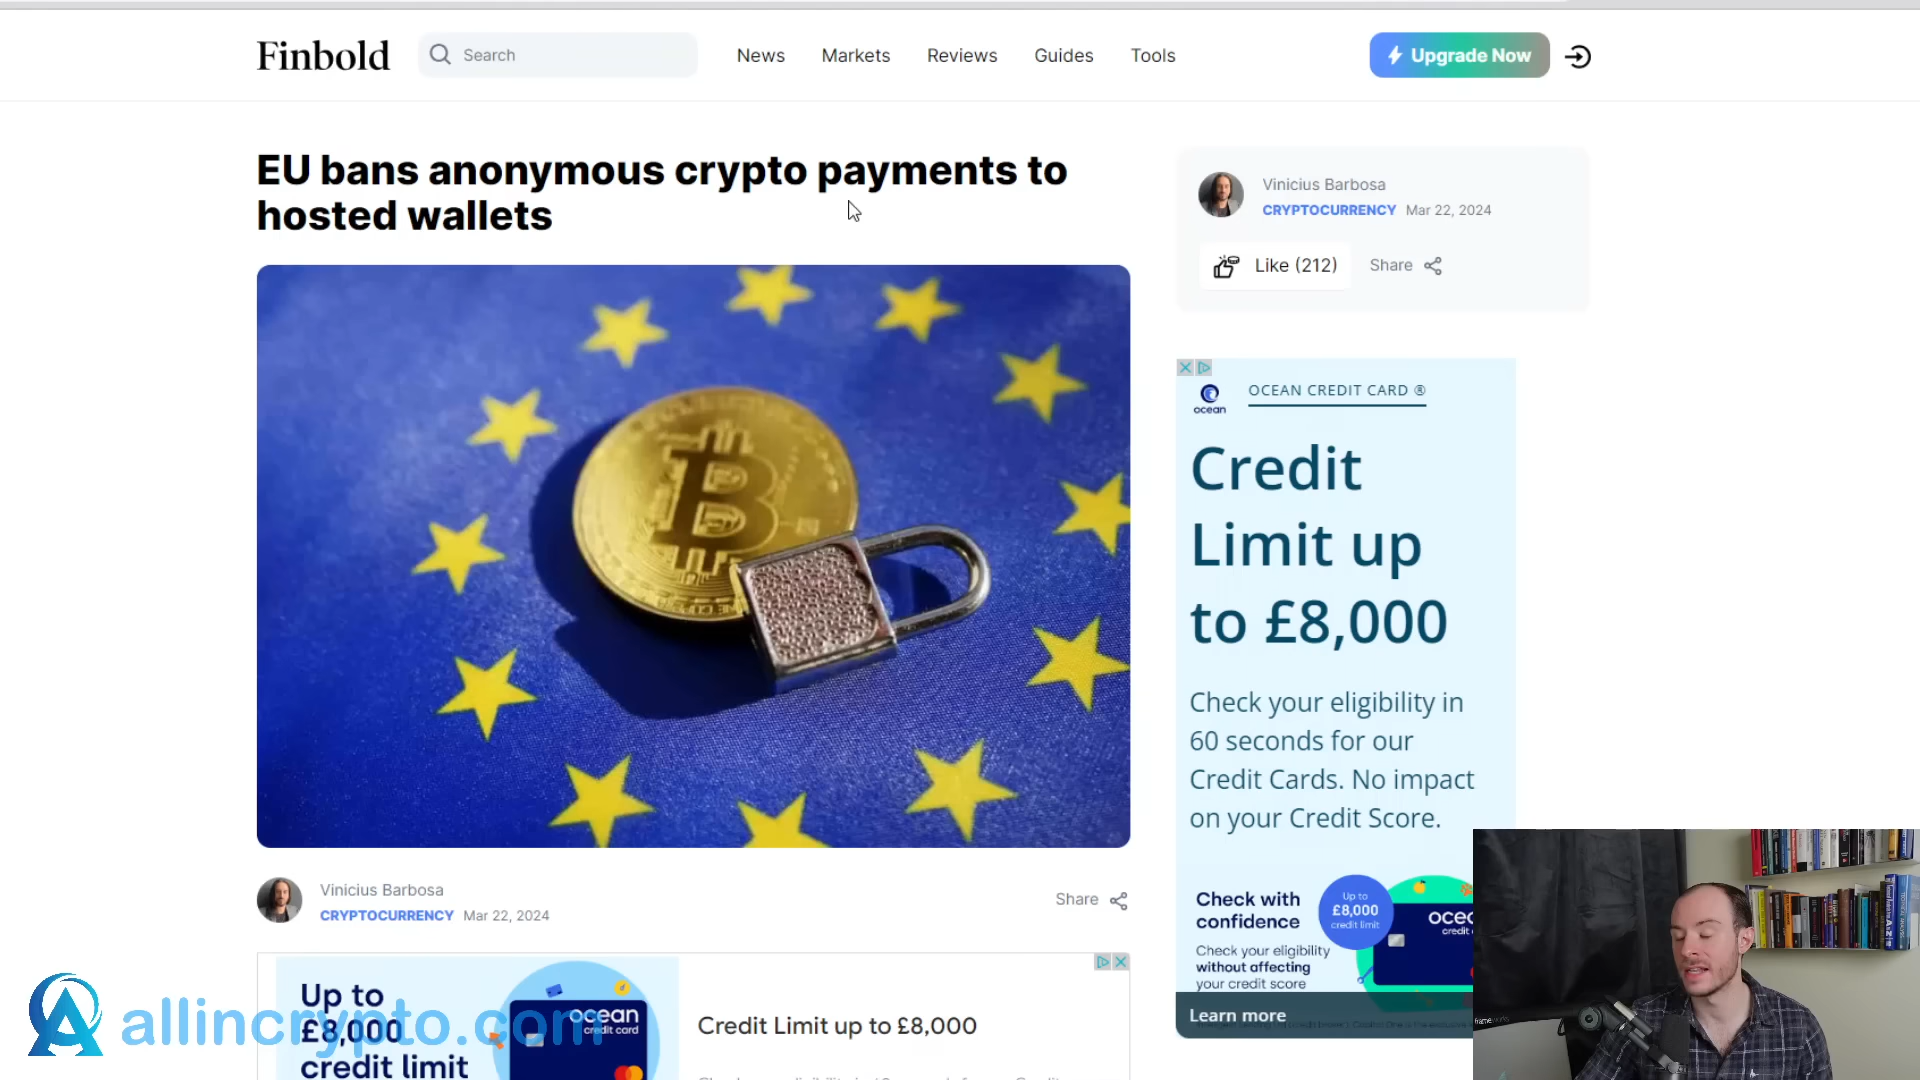 Finbold
Search
News
Markets
Reviews
Guides
Tools
Upgrade Now
EU bans anonymous crypto payments to
hosted wallets
Vinicius Barbosa
CRYPTOCURRENCY Mar 22, 2024
Like (212)
Share
OCEAN CREDIT CARD ®
ocean
Credit
Limit up
to £8,000
Check your eligibility in
60 seconds for our
Credit Cards. No impact
on your Credit Score.
Check with
confidence
Check your eligibility
without affecting
your credit score
Up to
£8,000
credit limit
Learn more
Vinicius Barbosa
CRYPTOCURRENCY Mar 22, 2024
Share
Up to
£8,000
credit limit
ocean
credit card
Credit Limit up to £8,000
allincrypto.com